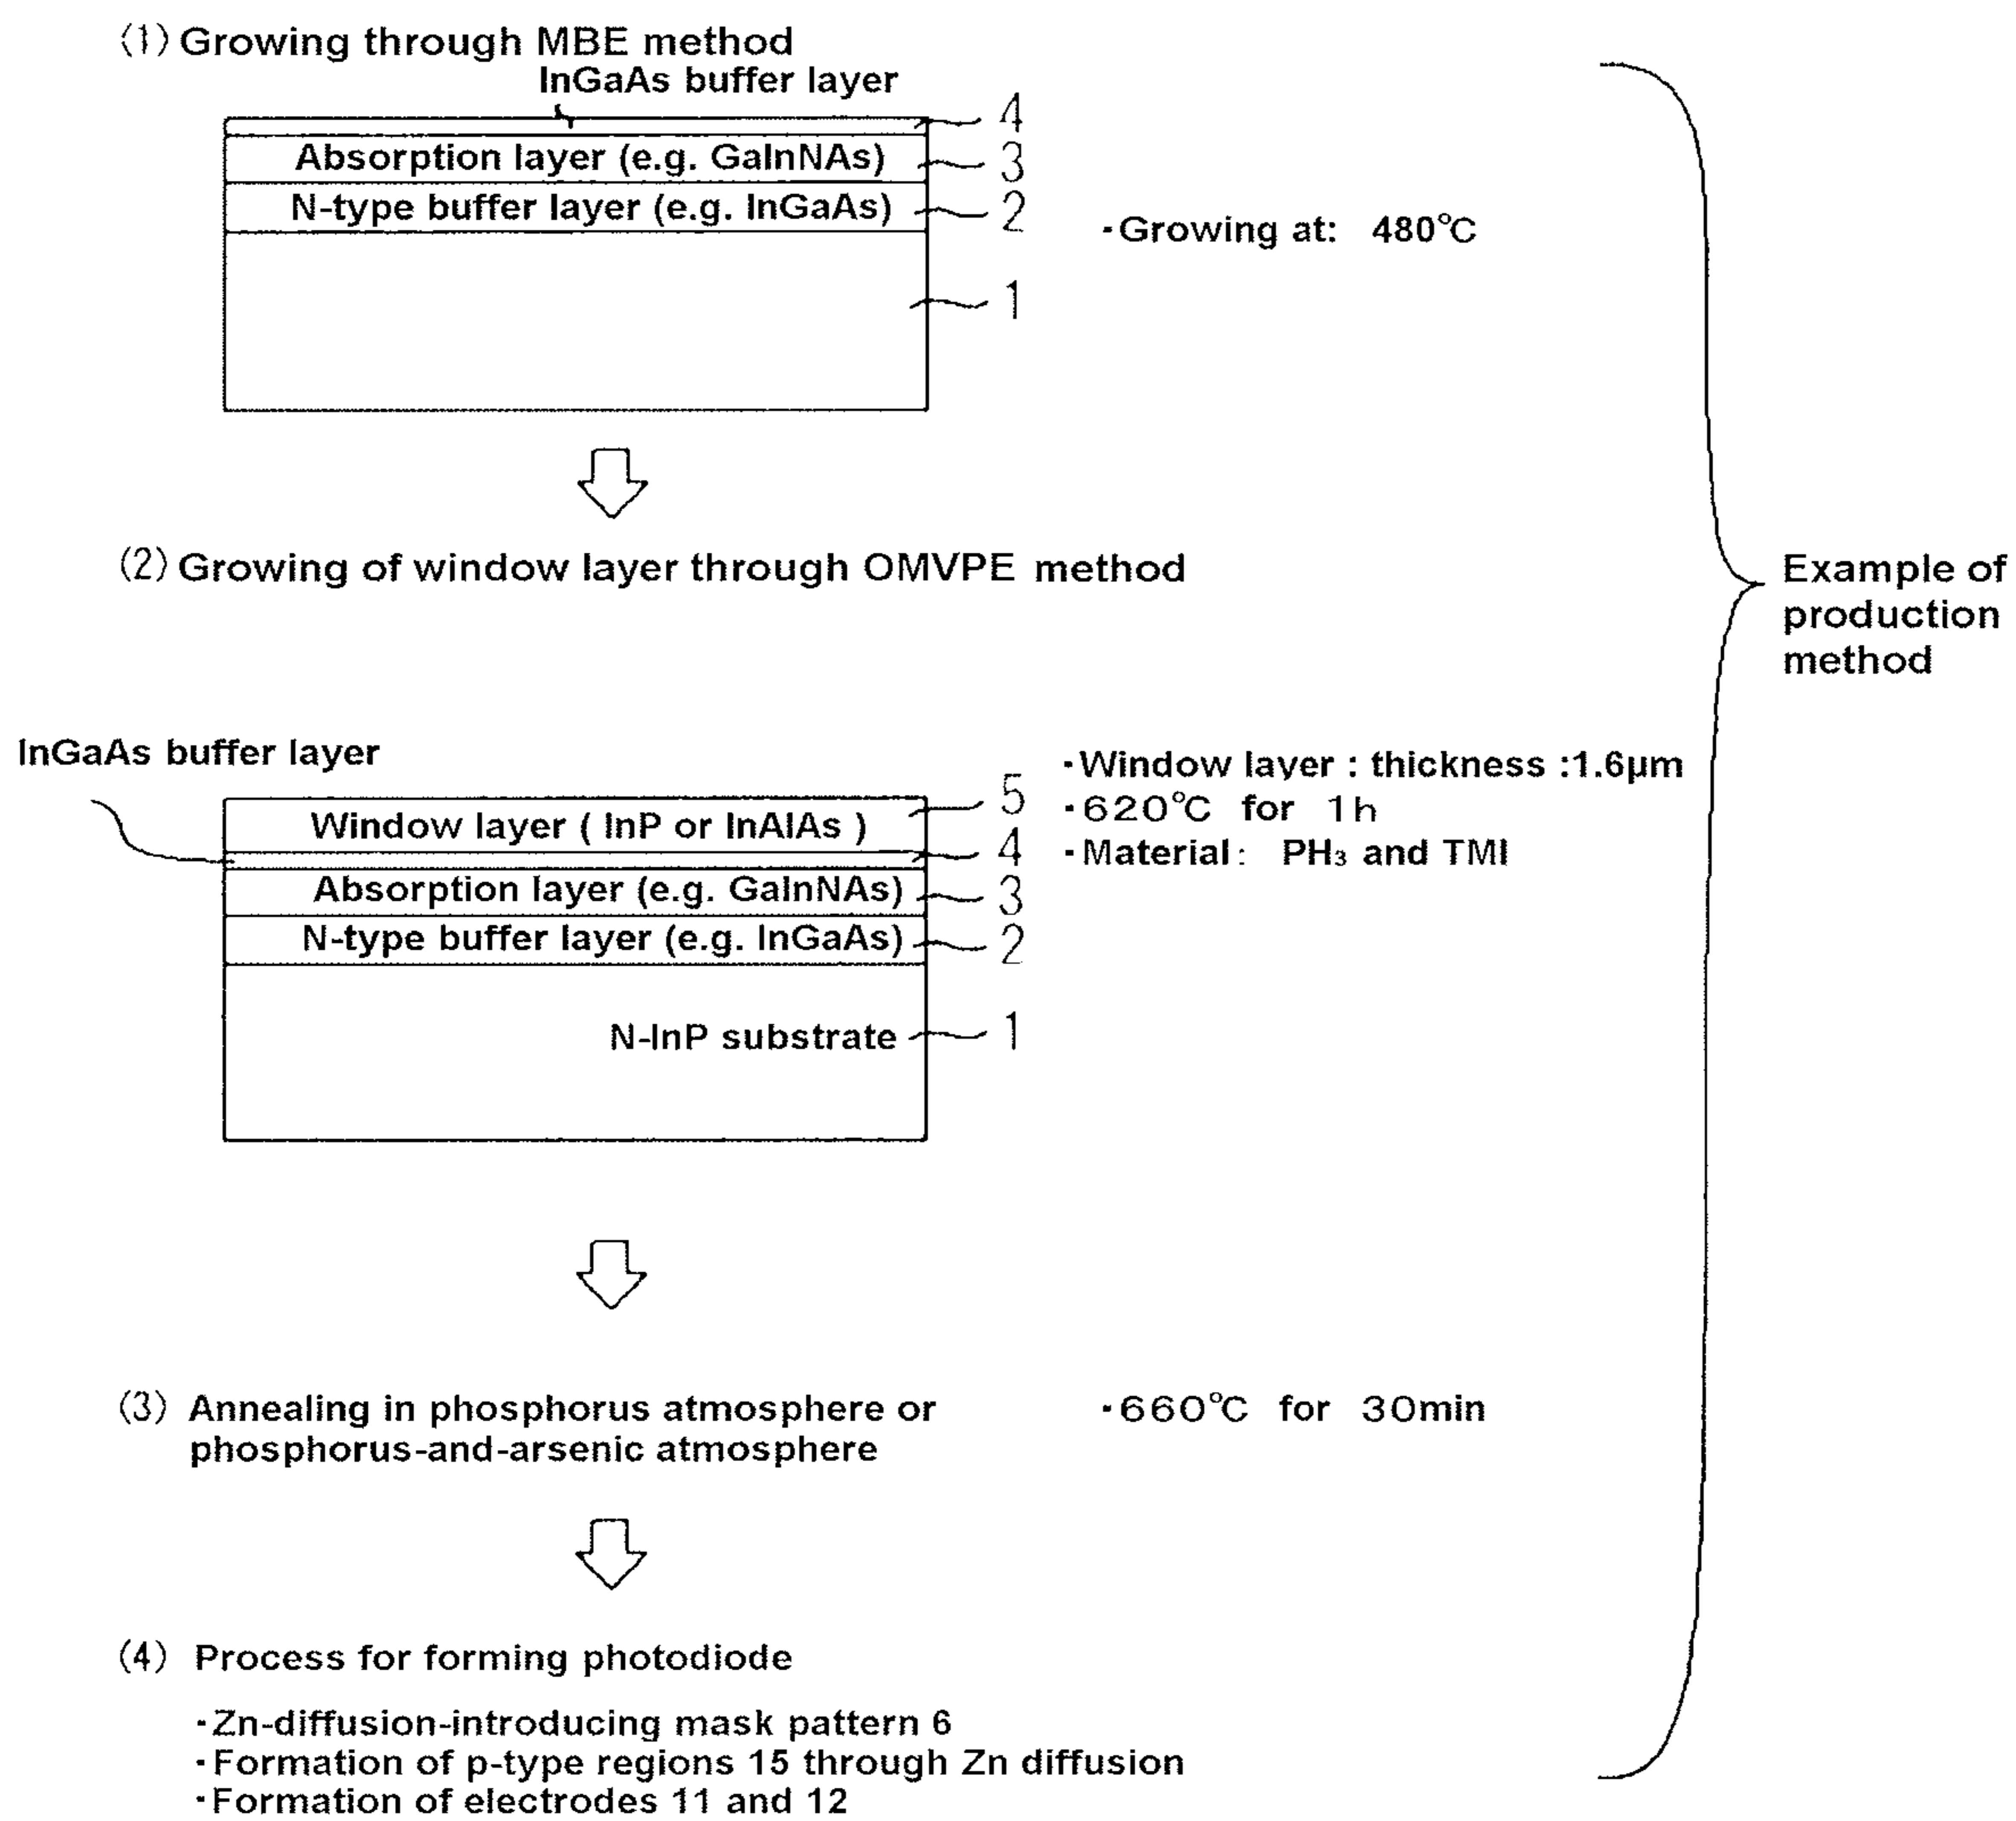 (1) Growing through MBE method
InGaAs buffer layer
4
Absorption layer (e.g. GaInNAs)
3
N-type buffer layer (e.g. InGaAs)
2
・Growing at: 480℃
1
(2) Growing of window layer through OMVPE method
Example of
production
method
InGaAs buffer layer
・Window layer : thickness :1.6μm
5
・620℃ for 1h
Window layer ( InP or InAlAs )
4
・Material: PH₃ and TMI
Absorption layer (e.g. GaInNAs)
3
N-type buffer layer (e.g. InGaAs)
2
N-InP substrate
1
(3) Annealing in phosphorus atmosphere or
phosphorus-and-arsenic atmosphere
・660℃ for 30min
(4) Process for forming photodiode
・Zn-diffusion-introducing mask pattern 6
・Formation of p-type regions 15 through Zn diffusion
・Formation of electrodes 11 and 12